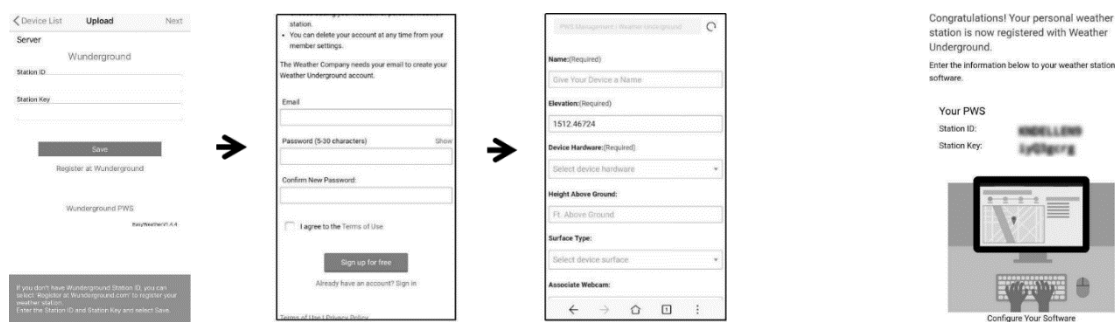 Device List Upload Next
Server
Wunderground
Station ID
Station Key
Save
Register at Wunderground
Wunderground PWS
EasyWeatherV1.4.4
If you don't have Wunderground Station ID, you can
select 'Register at Wunderground.com' to register your
weather station.
Enter the Station ID and Station Key and select Save.
station.
• You can delete your account at any time from your
member settings.
The Weather Company needs your email to create your
Weather Underground account.
Email
Password (5-30 characters) Show
Confirm New Password:
I agree to the Terms of Use
Sign up for free
Already have an account? Sign in
Terms of Use | Privacy Policy
PWS Management | Weather Underground
Name:(Required)
Give Your Device a Name
Elevation:(Required)
1512.46724
Device Hardware:(Required)
Select device hardware
Height Above Ground:
Ft. Above Ground
Surface Type:
Select device surface
Associate Webcam:
1
Congratulations! Your personal weather
station is now registered with Weather
Underground.
Enter the information below to your weather station
software.
Your PWS
Station ID:
Station Key:
Configure Your Software